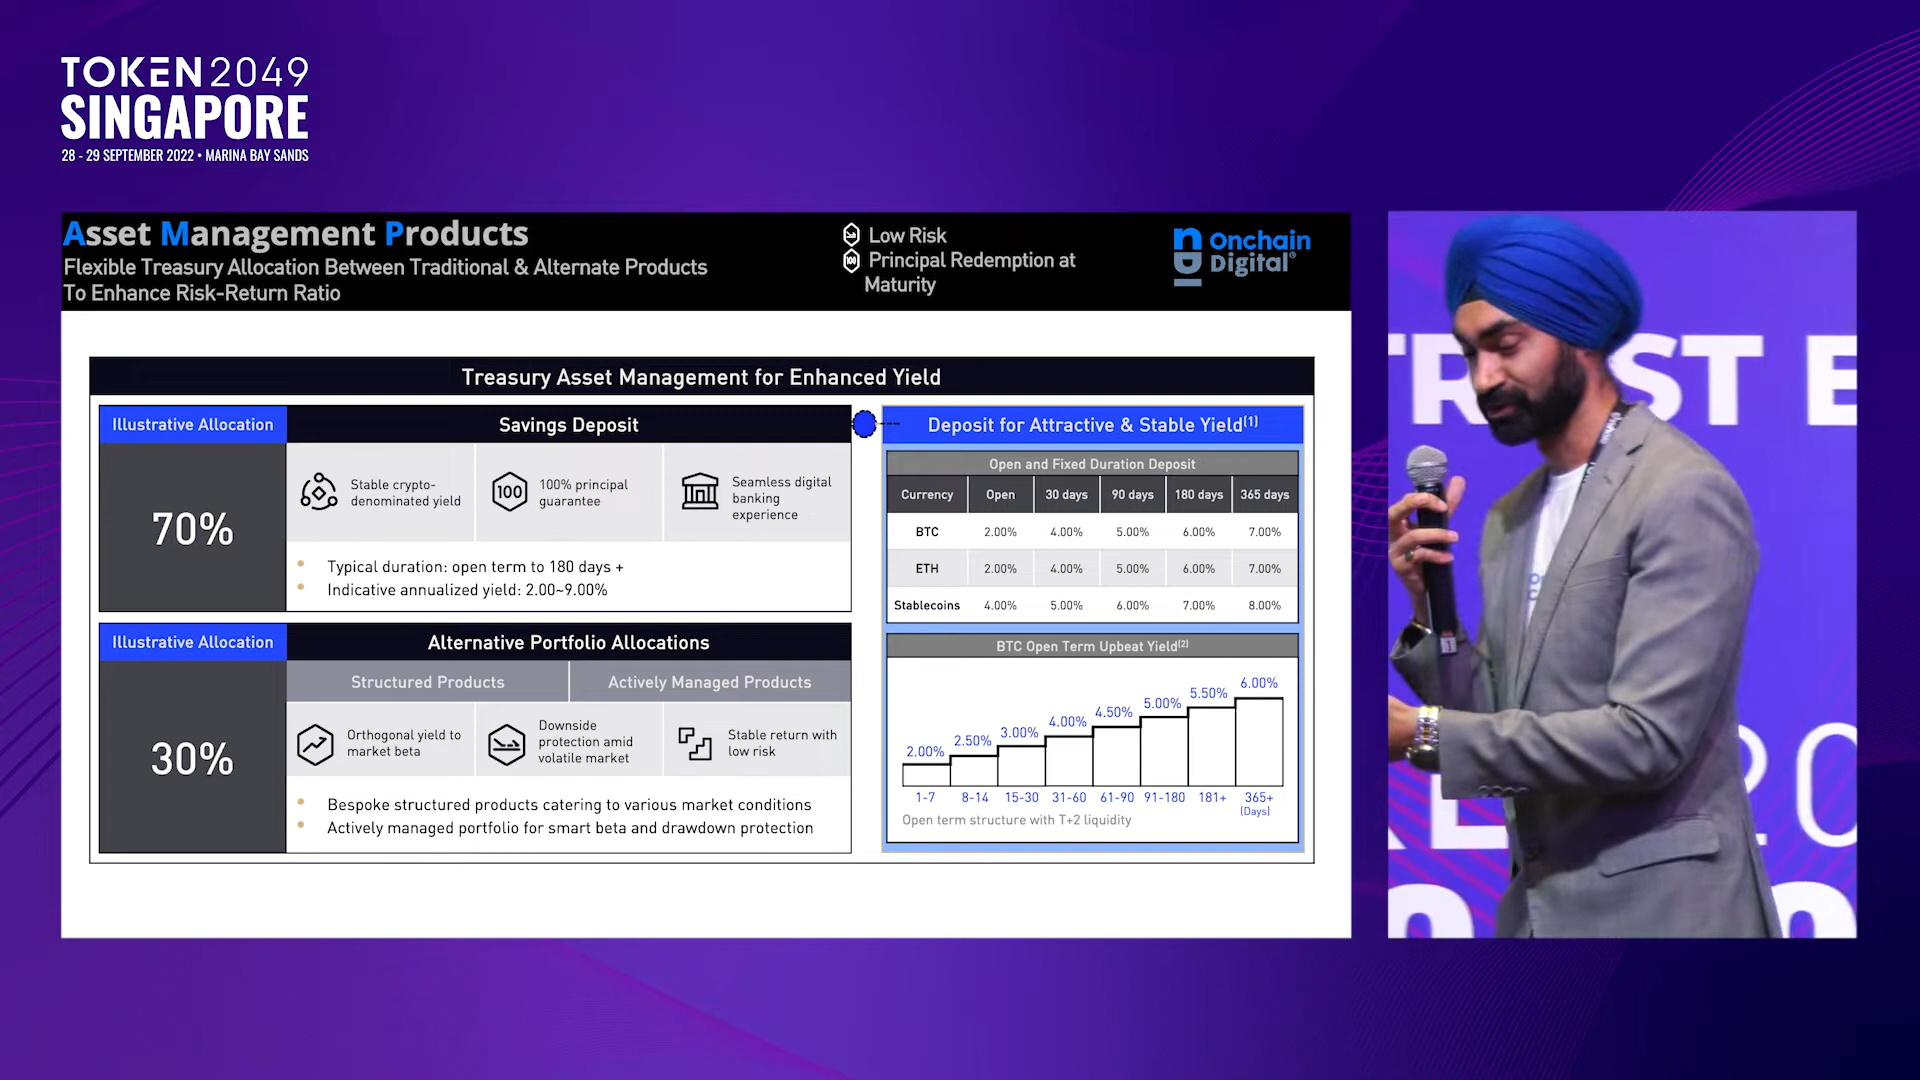 TOKEN2049
SINGAPORE
28 - 29 SEPTEMBER 2022 • MARINA BAY SANDS
Asset Management Products
Flexible Treasury Allocation Between Traditional & Alternate Products
To Enhance Risk-Return Ratio
Low Risk
100 Principal Redemption at
Maturity
Onchain
Digital®
Treasury Asset Management for Enhanced Yield
Illustrative Allocation
70%
Savings Deposit
Stable crypto-
denominated yield
100
100% principal
guarantee
Seamless digital
banking
experience
• Typical duration: open term to 180 days +
• Indicative annualized yield: 2.00~9.00%
Illustrative Allocation
30%
Alternative Portfolio Allocations
Structured Products
Actively Managed Products
Orthogonal yield to
market beta
Downside
protection amid
volatile market
Stable return with
low risk
• Bespoke structured products catering to various market conditions
• Actively managed portfolio for smart beta and drawdown protection
Deposit for Attractive & Stable Yield(1)
Open and Fixed Duration Deposit
Currency Open 30 days 90 days 180 days 365 days
BTC 2.00% 4.00% 5.00% 6.00% 7.00%
ETH 2.00% 4.00% 5.00% 6.00% 7.00%
Stablecoins 4.00% 5.00% 6.00% 7.00% 8.00%
BTC Open Term Upbeat Yield(2)
2.00% 2.50% 3.00% 4.00% 4.50% 5.00% 5.50% 6.00%
1-7 8-14 15-30 31-60 61-90 91-180 181+ 365+
(Days)
Open term structure with T+2 liquidity